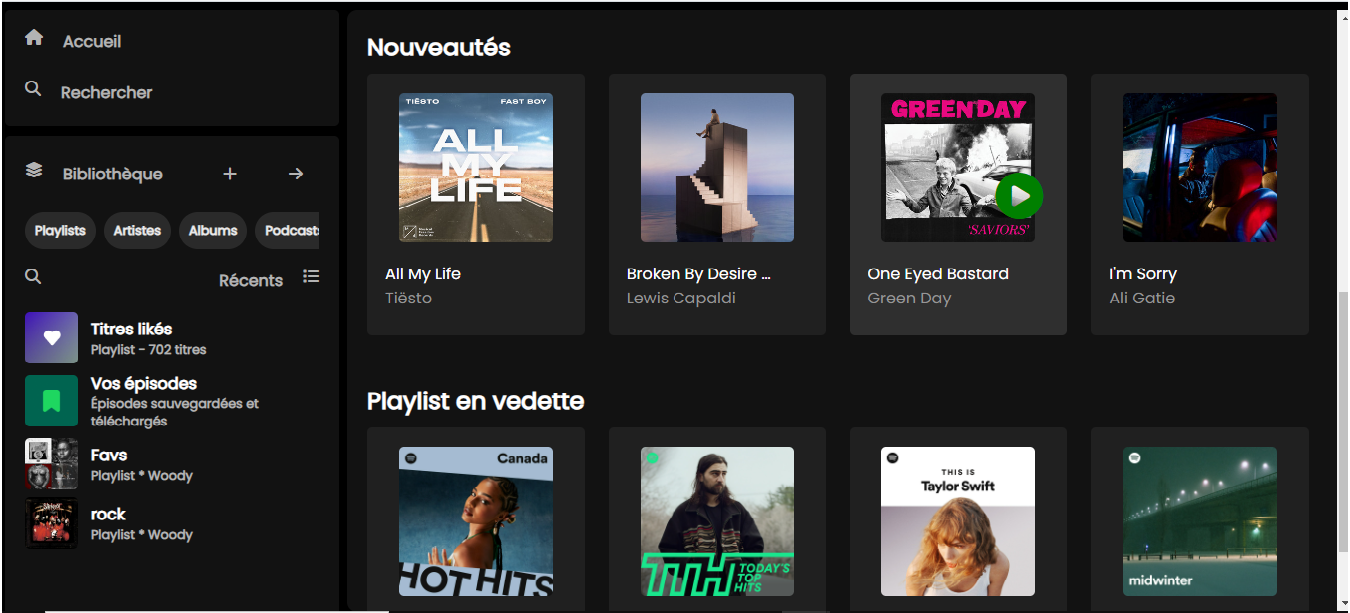 Accueil
Rechercher
Bibliothèque
Playlists Artistes Albums Podcasts
Récents
Titres likés
Playlist - 702 titres
Vos épisodes
Épisodes sauvegardées et
téléchargés
Favs
Playlist * Woody
rock
Playlist * Woody
Nouveautés
TIËSTO FAST BOY
ALL
MY
LIFE
All My Life
Tiësto
Broken By Desire ...
Lewis Capaldi
GREEN DAY
'SAVIORS'
One Eyed Bastard
Green Day
I'm Sorry
Ali Gatie
Playlist en vedette
Canada
HOT HITS
TTH TODAY'S
TOP
HITS
THIS IS
Taylor Swift
midwinter